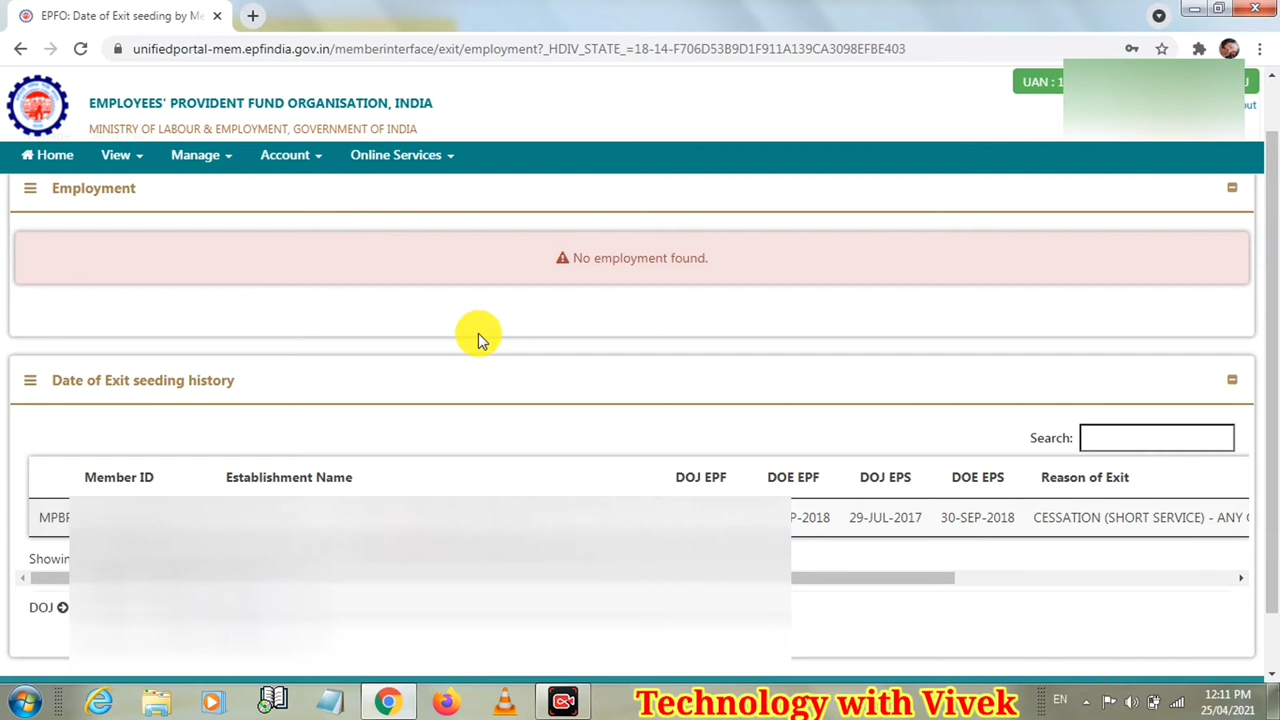 EPFO: Date of Exit seeding by Me
unifiedportal-mem.epfindia.gov.in/memberinterface/exit/employment?_HDIV_STATE_=18-14-F706D53B9D1F911A139CA3098EFBE403
EMPLOYEES' PROVIDENT FUND ORGANISATION, INDIA
MINISTRY OF LABOUR & EMPLOYMENT, GOVERNMENT OF INDIA
UAN : 1
Home View Manage Account Online Services
Employment
No employment found.
Date of Exit seeding history
Search:
Member ID Establishment Name DOJ EPF DOE EPF DOJ EPS DOE EPS Reason of Exit
P-2018 29-JUL-2017 30-SEP-2018 CESSATION (SHORT SERVICE) - ANY
DOJ
Technology with Vivek
EN
12:11 PM
25/04/2021